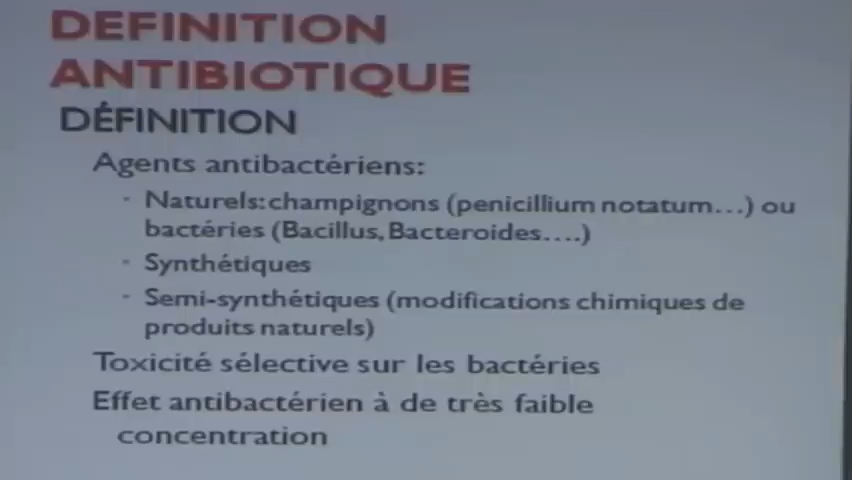 DEFINITION
ANTIBIOTIQUE
DÉFINITION
Agents antibactériens:
• Naturels: champignons (penicillium notatum...) ou
bactéries (Bacillus, Bacteroides....)
• Synthétiques
• Semi-synthétiques (modifications chimiques de
produits naturels)
Toxicité sélective sur les bactéries
Effet antibactérien à de très faible
concentration